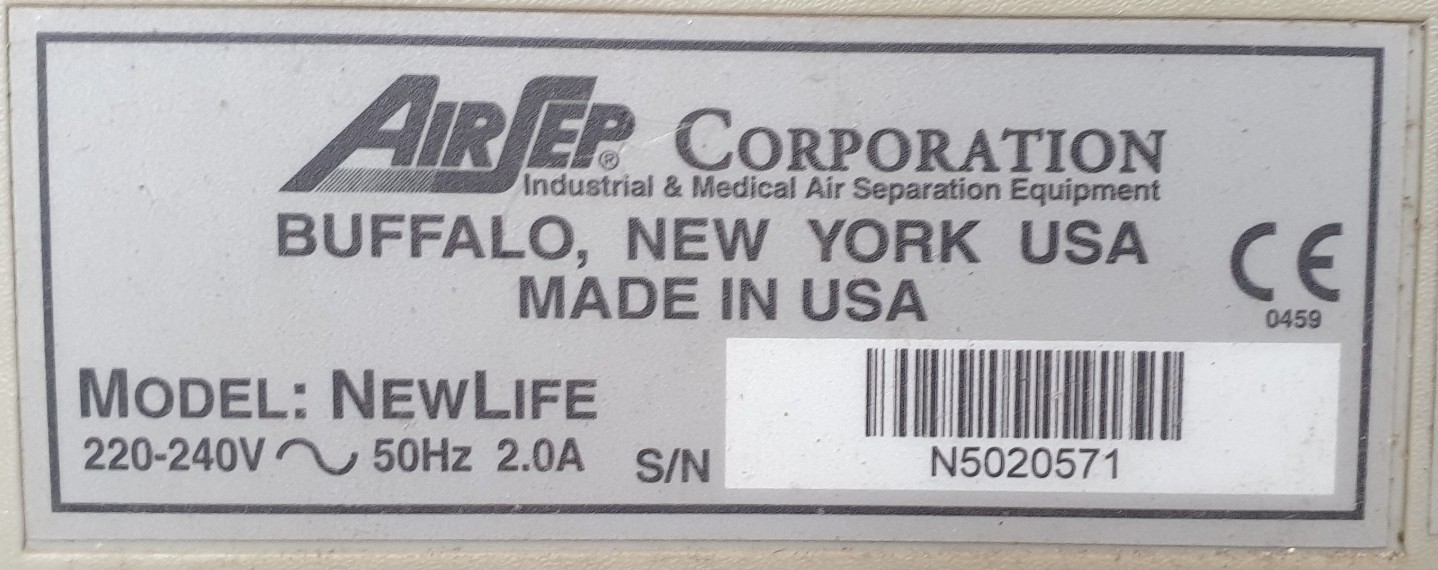 AIRSEP® CORPORATION
Industrial & Medical Air Separation Equipment
BUFFALO, NEW YORK USA
MADE IN USA
CE
0459
MODEL: NEWLIFE
220-240V ~ 50Hz 2.0A
S/N N5020571